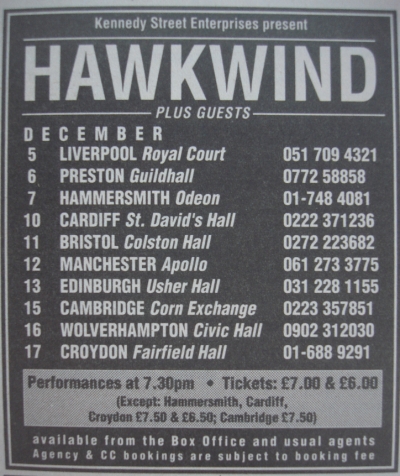 Kennedy Street Enterprises present
HAWKWIND
PLUS GUESTS
DECEMBER
5 LIVERPOOL Royal Court 051 709 4321
6 PRESTON Guildhall 0772 58858
7 HAMMERSMITH Odeon 01-748 4081
10 CARDIFF St. David's Hall 0222 371236
11 BRISTOL Colston Hall 0272 223682
12 MANCHESTER Apollo 061 273 3775
13 EDINBURGH Usher Hall 031 228 1155
15 CAMBRIDGE Corn Exchange 0223 357851
16 WOLVERHAMPTON Civic Hall 0902 312030
17 CROYDON Fairfield Hall 01-688 9291
Performances at 7.30pm • Tickets: £7.00 & £6.00
(Except: Hammersmith, Cardiff,
Croydon £7.50 & £6.50; Cambridge £7.50)
available from the Box Office and usual agents
Agency & CC bookings are subject to booking fee